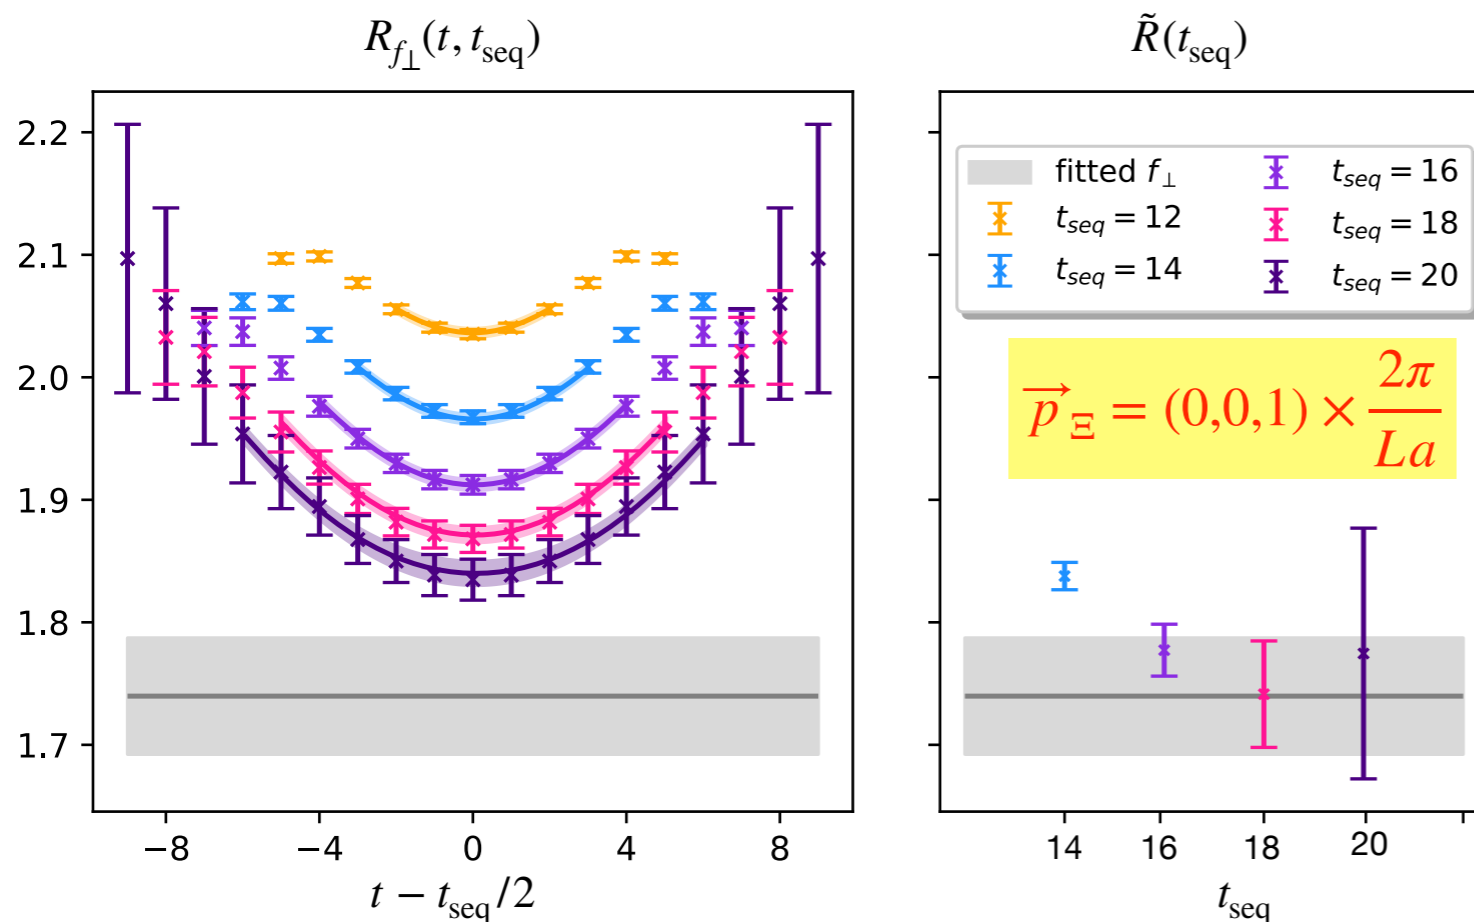 R_{f⊥}(t, t_seq)
R̃(t_seq)
2.2
2.1
2.0
1.9
1.8
1.7
−8
−4
0
4
8
t − t_seq/2
fitted f_⊥
t_seq = 12
t_seq = 14
t_seq = 16
t_seq = 18
t_seq = 20
p⃗_Ξ = (0,0,1) × 2π/La
14
16
18
20
t_seq